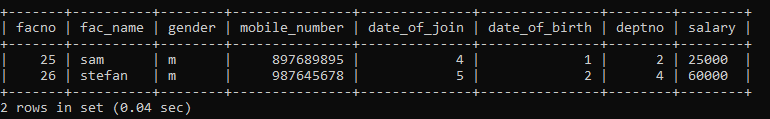 +-------+----------+--------+---------------+--------------+---------------+--------+--------+
| facno | fac_name | gender | mobile_number | date_of_join | date_of_birth | deptno | salary |
+-------+----------+--------+---------------+--------------+---------------+--------+--------+
|    25 | sam      | m      |     897689895 |            4 |             1 |      2 | 25000  |
|    26 | stefan   | m      |     987645678 |            5 |             2 |      4 | 60000  |
+-------+----------+--------+---------------+--------------+---------------+--------+--------+
2 rows in set (0.04 sec)